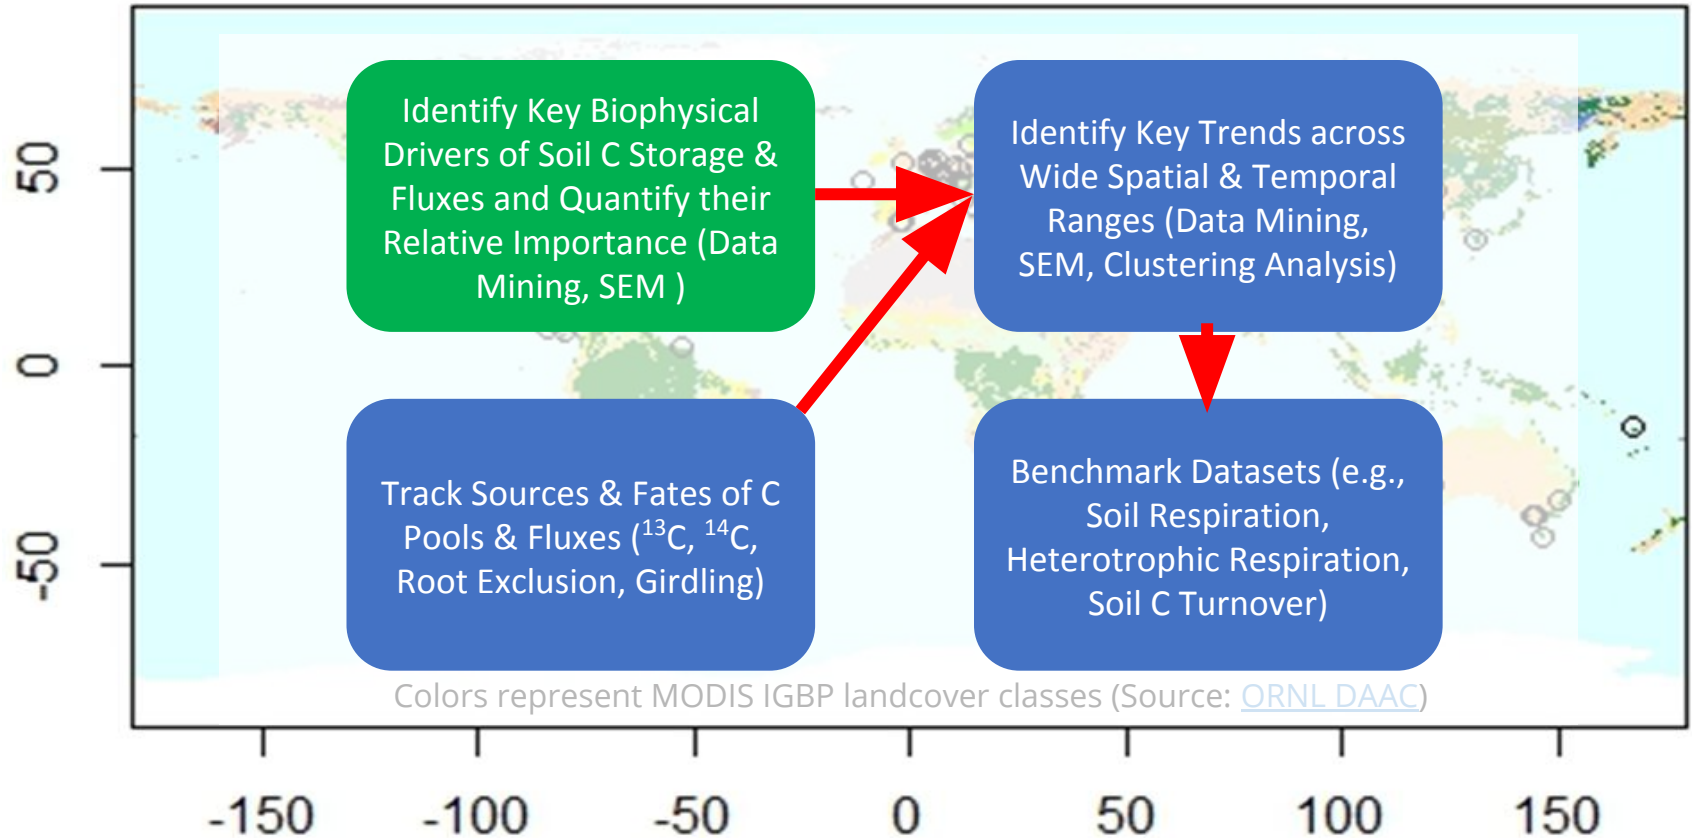 Identify Key Biophysical
Drivers of Soil C Storage &
Fluxes and Quantify their
Relative Importance (Data
Mining, SEM )
Identify Key Trends across
Wide Spatial & Temporal
Ranges (Data Mining,
SEM, Clustering Analysis)
Track Sources & Fates of C
Pools & Fluxes (¹³C, ¹⁴C,
Root Exclusion, Girdling)
Benchmark Datasets (e.g.,
Soil Respiration,
Heterotrophic Respiration,
Soil C Turnover)
Colors represent MODIS IGBP landcover classes (Source: ORNL DAAC)
50
0
-50
-150 -100 -50 0 50 100 150